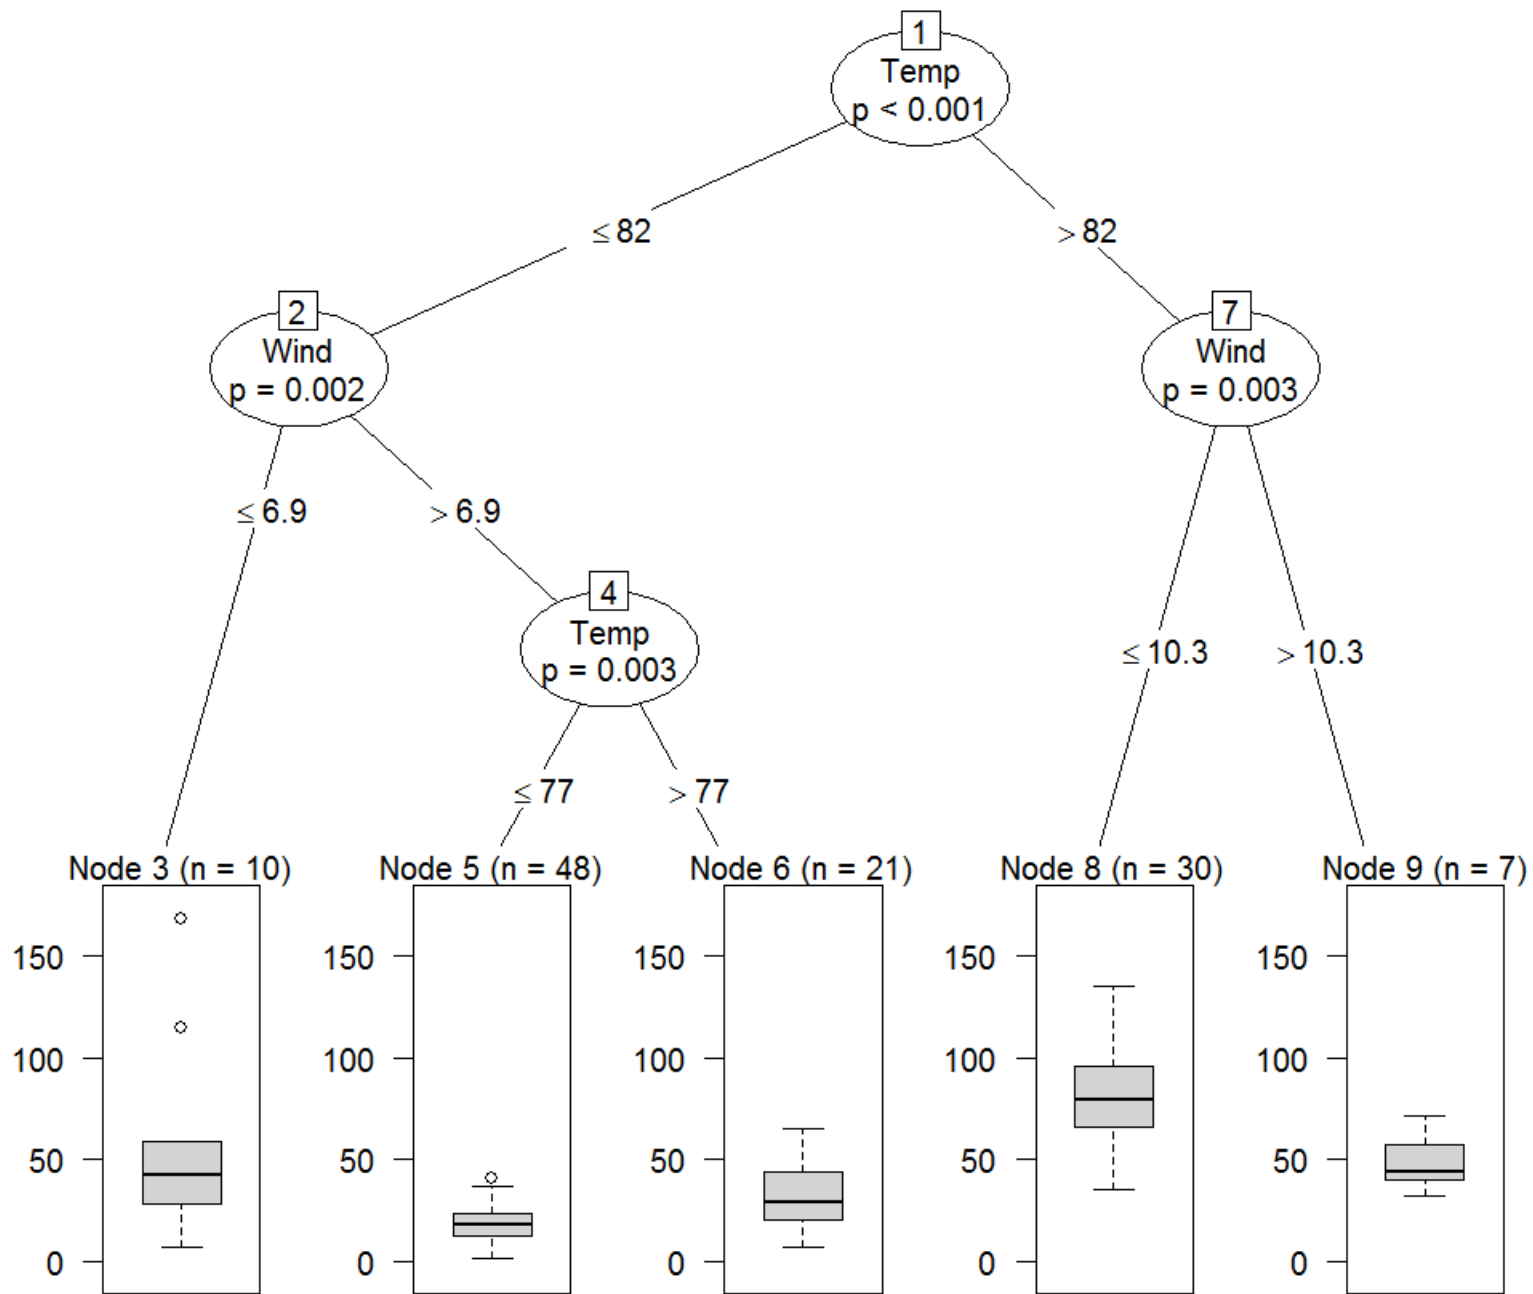 1
Temp
p < 0.001
≤ 82
> 82
2
Wind
p = 0.002
7
Wind
p = 0.003
≤ 6.9
> 6.9
4
Temp
p = 0.003
≤ 10.3
> 10.3
≤ 77
> 77
Node 3 (n = 10)
150
100
50
0
Node 5 (n = 48)
150
100
50
0
Node 6 (n = 21)
150
100
50
0
Node 8 (n = 30)
150
100
50
0
Node 9 (n = 7)
150
100
50
0